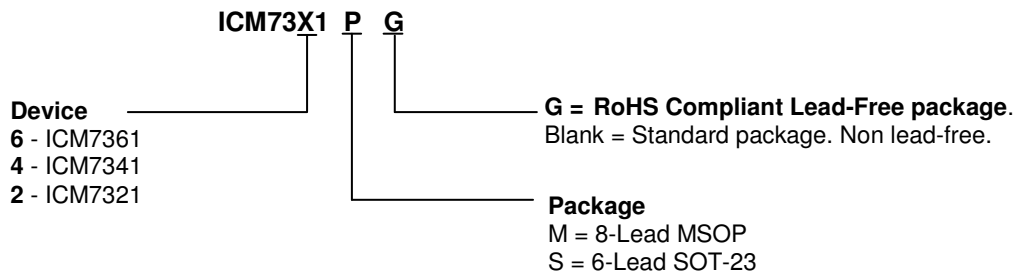 ICM73X1 P G
Device
6 - ICM7361
4 - ICM7341
2 - ICM7321
G = RoHS Compliant Lead-Free package.
Blank = Standard package. Non lead-free.
Package
M = 8-Lead MSOP
S = 6-Lead SOT-23